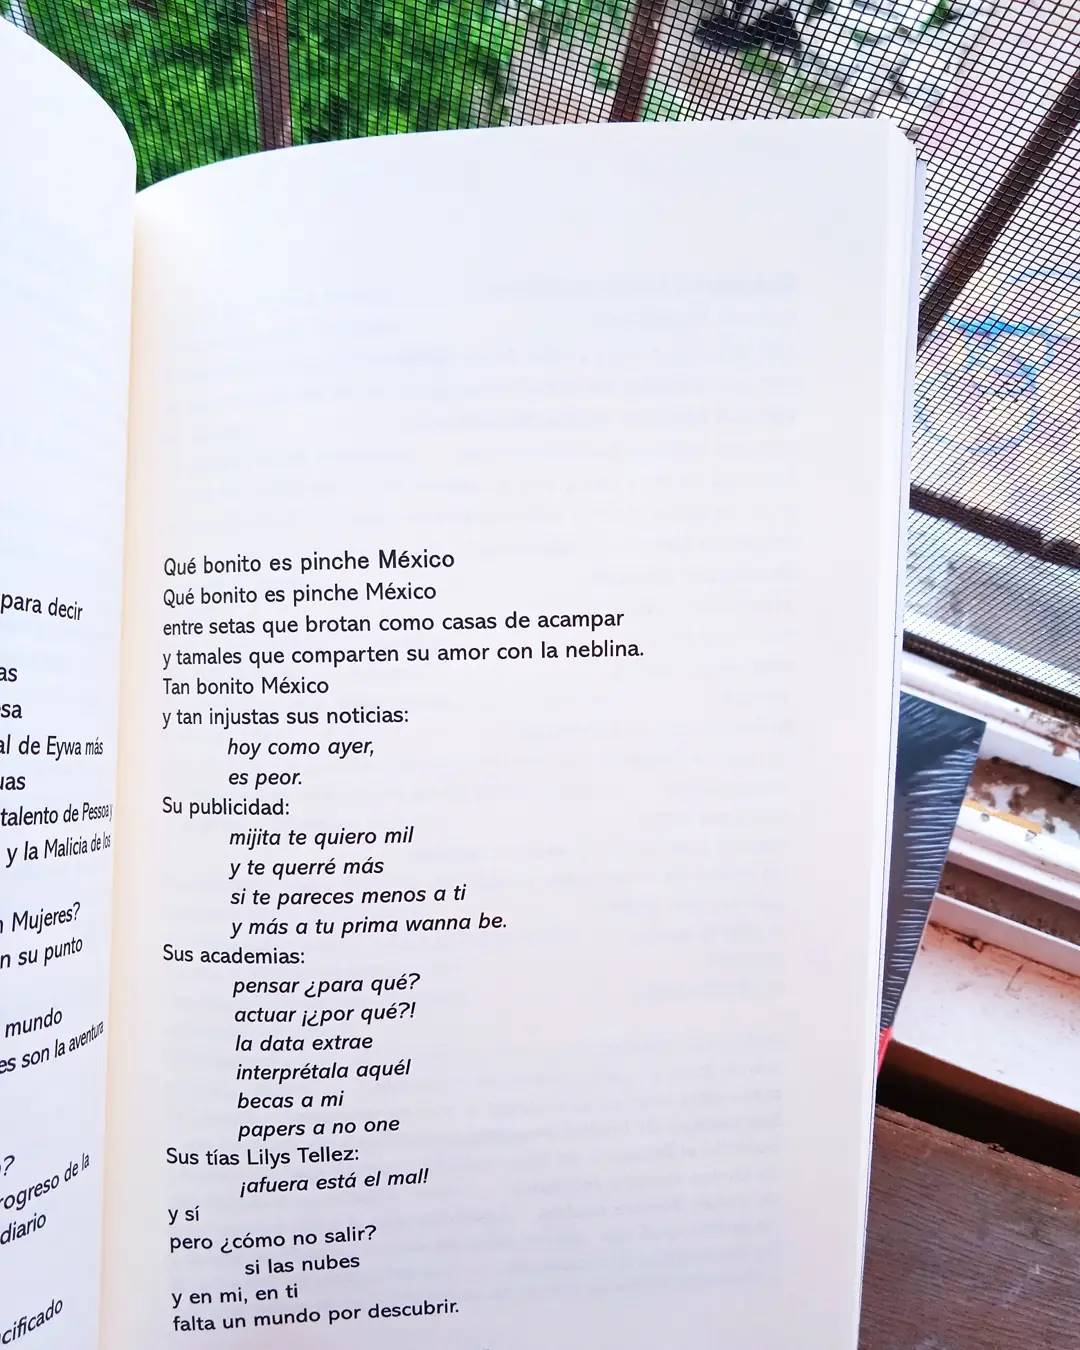 para decir
as
sa
al de Eywa más
uas
talento de Pessoa y
y la Malicia de los
n Mujeres?
n su punto
mundo
es son la aventura
o?
rogreso de la
diario
cificado
Qué bonito es pinche México
Qué bonito es pinche México
entre setas que brotan como casas de acampar
y tamales que comparten su amor con la neblina.
Tan bonito México
y tan injustas sus noticias:
hoy como ayer,
es peor.
Su publicidad:
mijita te quiero mil
y te querré más
si te pareces menos a ti
y más a tu prima wanna be.
Sus academias:
pensar ¿para qué?
actuar ¡¿por qué?!
la data extrae
interprétala aquél
becas a mi
papers a no one
Sus tías Lilys Tellez:
¡afuera está el mal!
y sí
pero ¿cómo no salir?
si las nubes
y en mi, en ti
falta un mundo por descubrir.